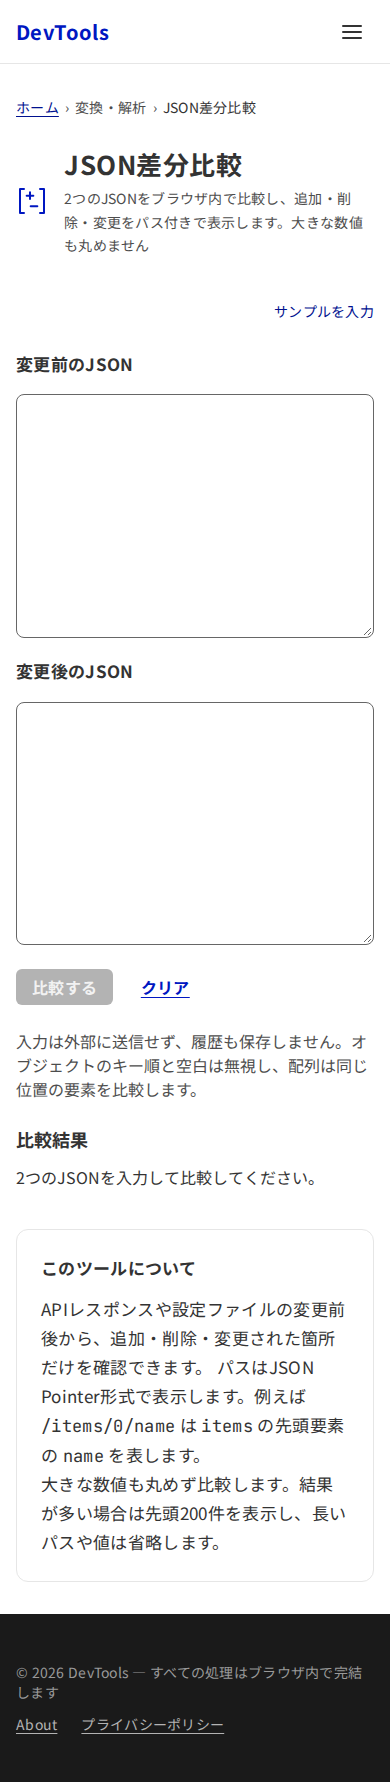 DevTools
ホーム › 変換・解析 › JSON差分比較
JSON差分比較
2つのJSONをブラウザ内で比較し、追加・削
除・変更をパス付きで表示します。大きな数値
も丸めません
サンプルを入力
変更前のJSON
変更後のJSON
比較する クリア
入力は外部に送信せず、履歴も保存しません。オ
ブジェクトのキー順と空白は無視し、配列は同じ
位置の要素を比較します。
比較結果
2つのJSONを入力して比較してください。
このツールについて
APIレスポンスや設定ファイルの変更前
後から、追加・削除・変更された箇所
だけを確認できます。 パスはJSON
Pointer形式で表示します。例えば
/items/0/name は items の先頭要素
の name を表します。
大きな数値も丸めず比較します。結果
が多い場合は先頭200件を表示し、長い
パスや値は省略します。
© 2026 DevTools — すべての処理はブラウザ内で完結
します
About プライバシーポリシー